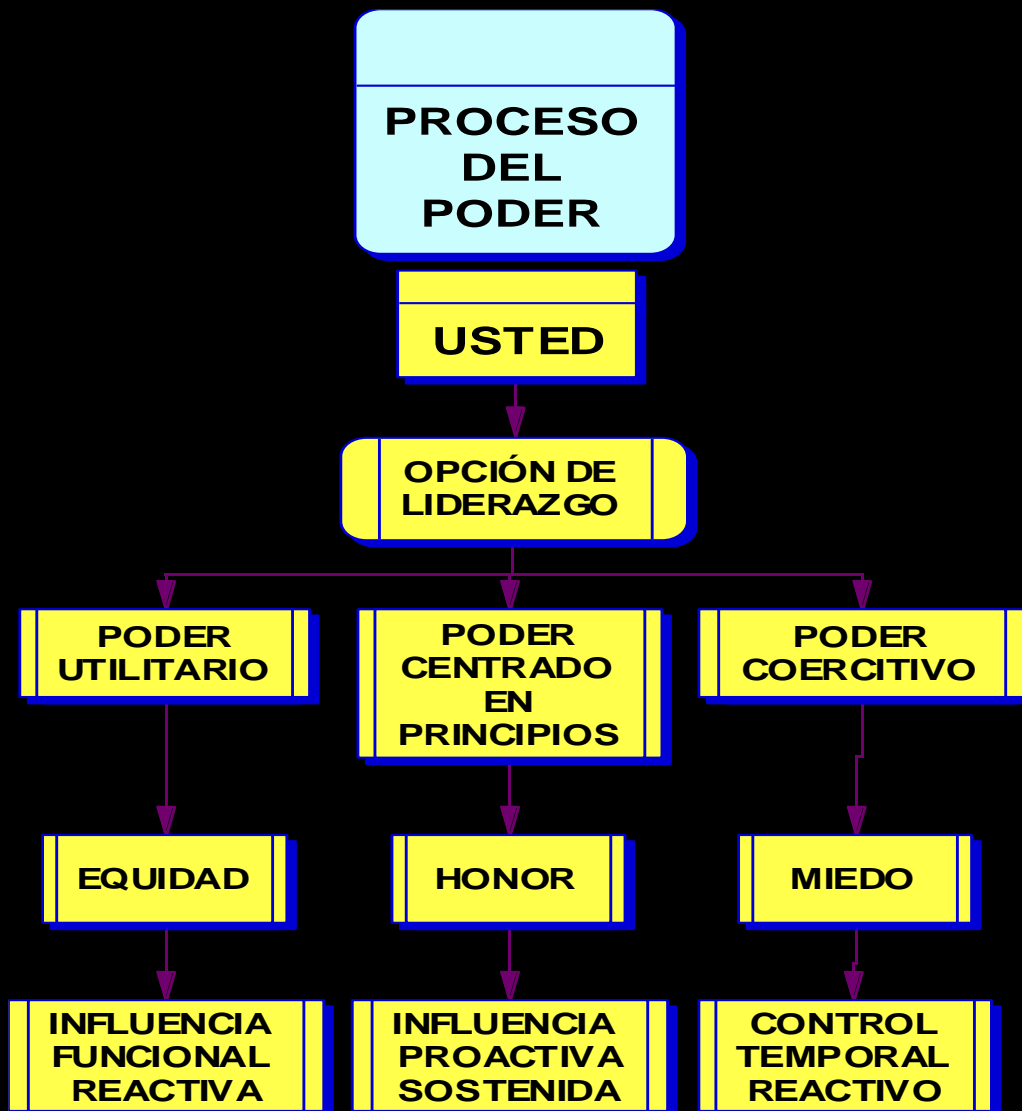 PROCESO
DEL
PODER
USTED
OPCIÓN DE
LIDERAZGO
PODER
UTILITARIO
PODER
CENTRADO
EN
PRINCIPIOS
PODER
COERCITIVO
EQUIDAD
HONOR
MIEDO
INFLUENCIA
FUNCIONAL
REACTIVA
INFLUENCIA
PROACTIVA
SOSTENIDA
CONTROL
TEMPORAL
REACTIVO